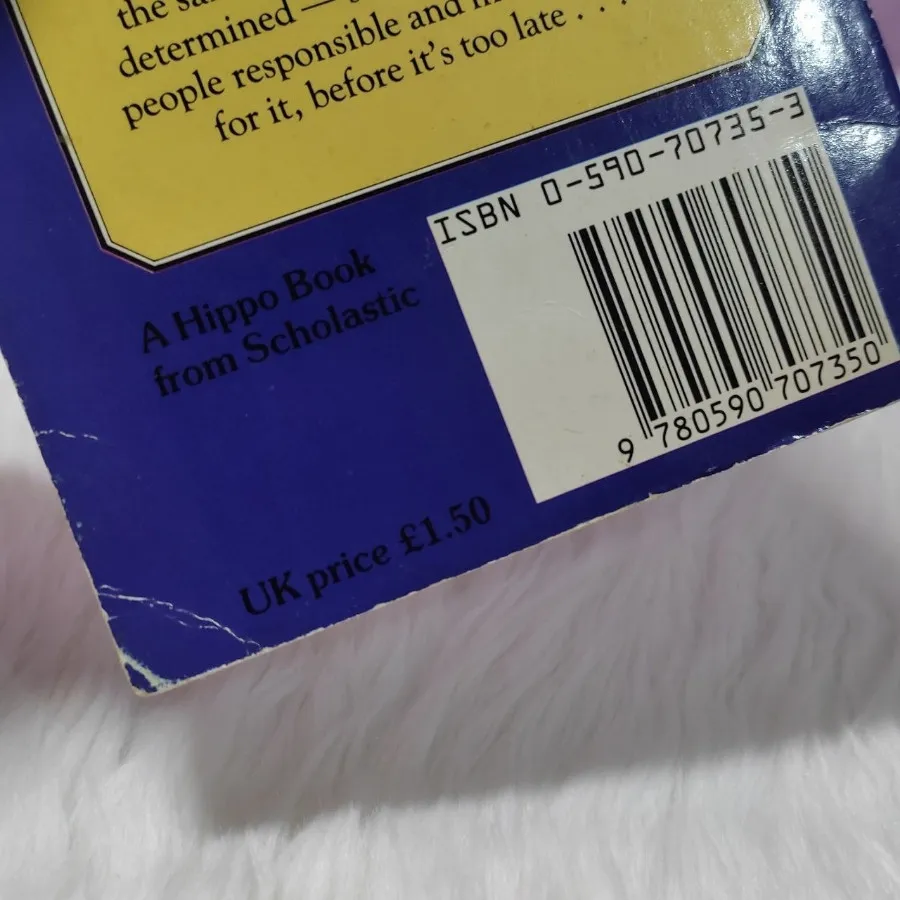 the
determined —
people responsible and
for it, before it's too late . . .
ISBN 0-590-70735-3
9 780590 707350
A Hippo Book
from Scholastic
UK price £1.50